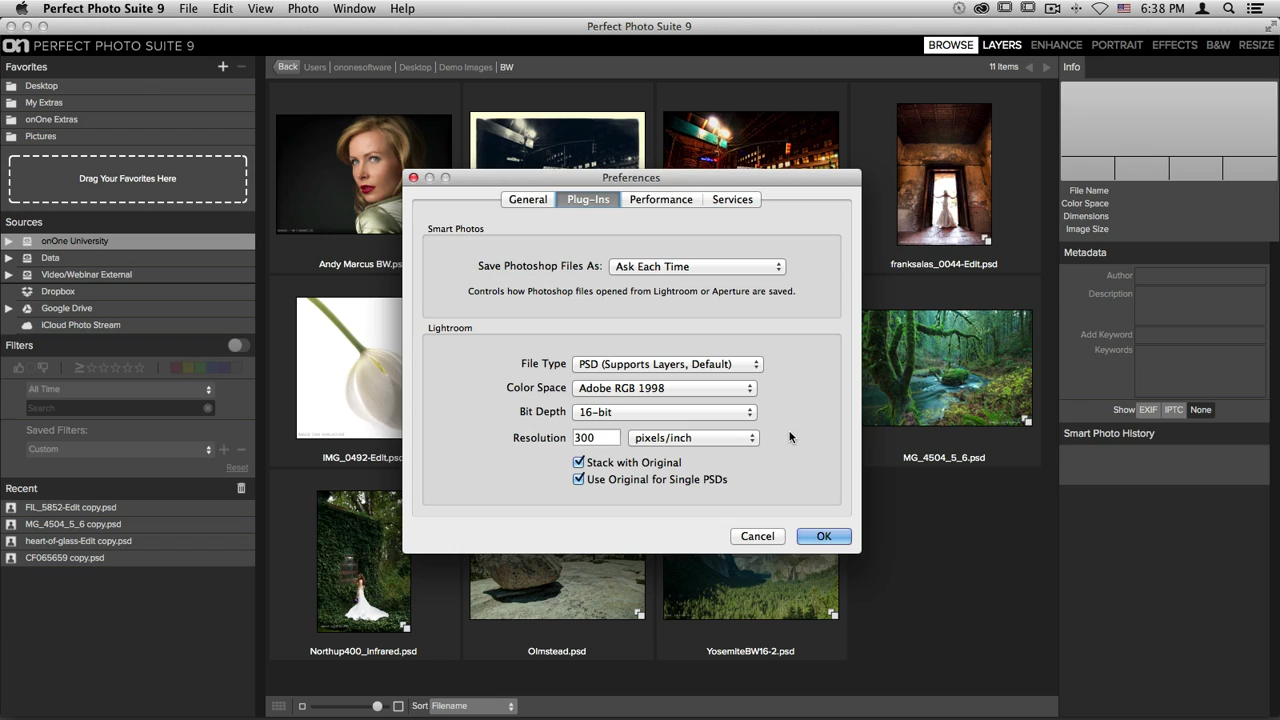 Perfect Photo Suite 9 File Edit View Photo Window Help 6:38 PM
Perfect Photo Suite 9
on PERFECT PHOTO SUITE 9 BROWSE LAYERS ENHANCE PORTRAIT EFFECTS B&W RESIZE
Favorites + −
Desktop
My Extras
onOne Extras
Pictures
Drag Your Favorites Here
Sources
onOne University
Data
Video/Webinar External
Dropbox
Google Drive
iCloud Photo Stream
Filters
All Time
Search
Saved Filters:
Custom
Reset
Recent
FIL_5852-Edit copy.psd
MG_4504_5_6 copy.psd
heart-of-glass-Edit copy.psd
CF065659 copy.psd
Back Users ononesoftware Desktop Demo Images BW 11 Items
Andy Marcus BW.ps
franksalas_0044-Edit.psd
IMG_0492-Edit.ps
MG_4504_5_6.psd
Northup400_Infrared.psd
Olmstead.psd
YosemiteBW16-2.psd
Sort Filename
Preferences
General Plug-Ins Performance Services
Smart Photos
Save Photoshop Files As: Ask Each Time
Controls how Photoshop files opened from Lightroom or Aperture are saved.
Lightroom
File Type PSD (Supports Layers, Default)
Color Space Adobe RGB 1998
Bit Depth 16-bit
Resolution 300 pixels/inch
Stack with Original
Use Original for Single PSDs
Cancel OK
Info
File Name
Color Space
Dimensions
Image Size
Metadata
Author
Description
Add Keyword
Keywords
Show EXIF IPTC None
Smart Photo History